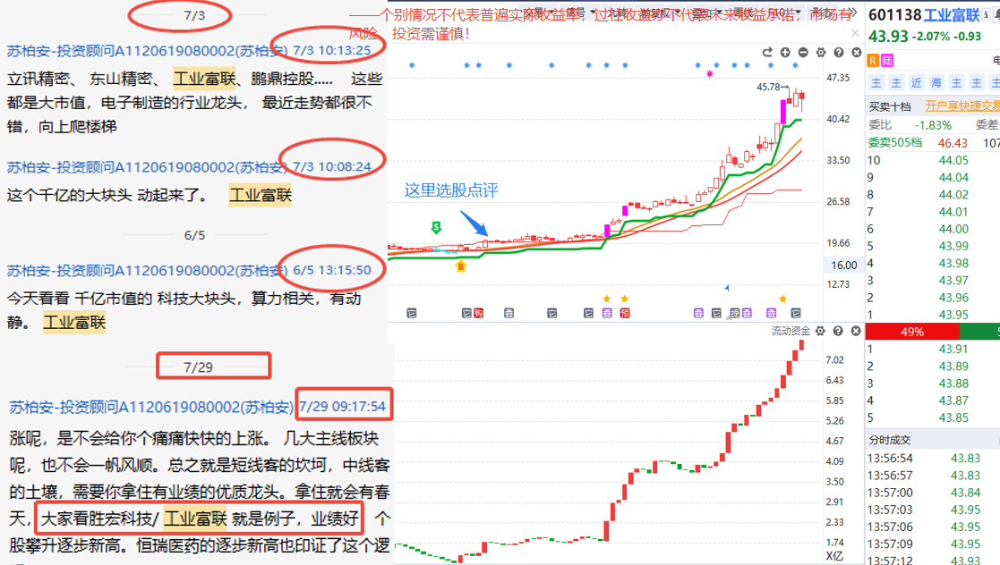 7/3
苏柏安-投资顾问A1120619080002(苏柏安) 7/3 10:13:25
立讯精密、 东山精密、 工业富联、鹏鼎控股..... 这些
都是大市值，电子制造的行业龙头， 最近走势都很不
错，向上爬楼梯
苏柏安-投资顾问A1120619080002(苏柏安) 7/3 10:08:24
这个千亿的大块头 动起来了。 工业富联
6/5
苏柏安-投资顾问A1120619080002(苏柏安) 6/5 13:15:50
今天看看 千亿市值的 科技大块头，算力相关，有动
静。 工业富联
7/29
苏柏安-投资顾问A1120619080002(苏柏安) 7/29 09:17:54
涨呢，是不会给你个痛痛快快的上涨。 几大主线板块
呢，也不会一帆风顺。总之就是短线客的坎坷，中线客
的土壤，需要你拿住有业绩的优质龙头。拿住就会有春
天，大家看胜宏科技/ 工业富联 就是例子，业绩好 个
股攀升逐步新高。恒瑞医药的逐步新高也印证了这个逻
——个别情况不代表普遍实际收益率，过往收益亦不代表未来收益承诺，市场有
风险，投资需谨慎！
45.78
这里选股点评
S
B
47.35
40.42
33.50
26.58
19.66
16.00
12.73
流动资金
7.02
6.43
5.85
5.26
4.67
4.09
3.50
2.91
2.33
1.74
X亿
601138 工业富联
43.93 -2.07% -0.93
R 陆
主 主 近 海 主 主 主
买卖十档 开户享快捷交易
委比 -1.83% 委差
委卖505档 46.43 107
10 44.05
9 44.04
8 44.02
7 44.01
6 44.00
5 43.99
4 43.98
3 43.97
2 43.96
1 43.95
49% 5
1 43.91
2 43.89
3 43.88
4 43.87
5 43.85
分时成交
13:56:54 43.83
13:56:57 43.83
13:57:00 43.84
13:57:03 43.95
13:57:06 43.95
13:57:09 43.95
13:57:12 43.93